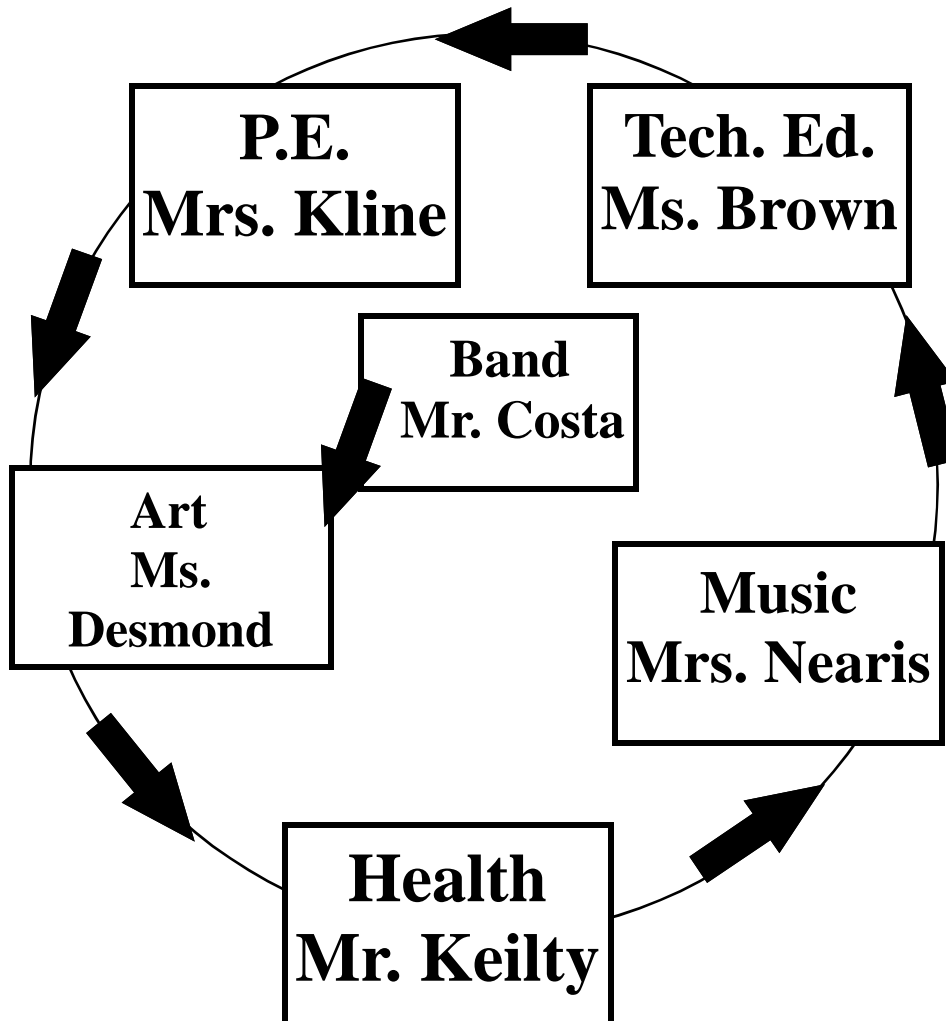 P.E.
Mrs. Kline
Tech. Ed.
Ms. Brown
Band
Mr. Costa
Art
Ms.
Desmond
Music
Mrs. Nearis
Health
Mr. Keilty